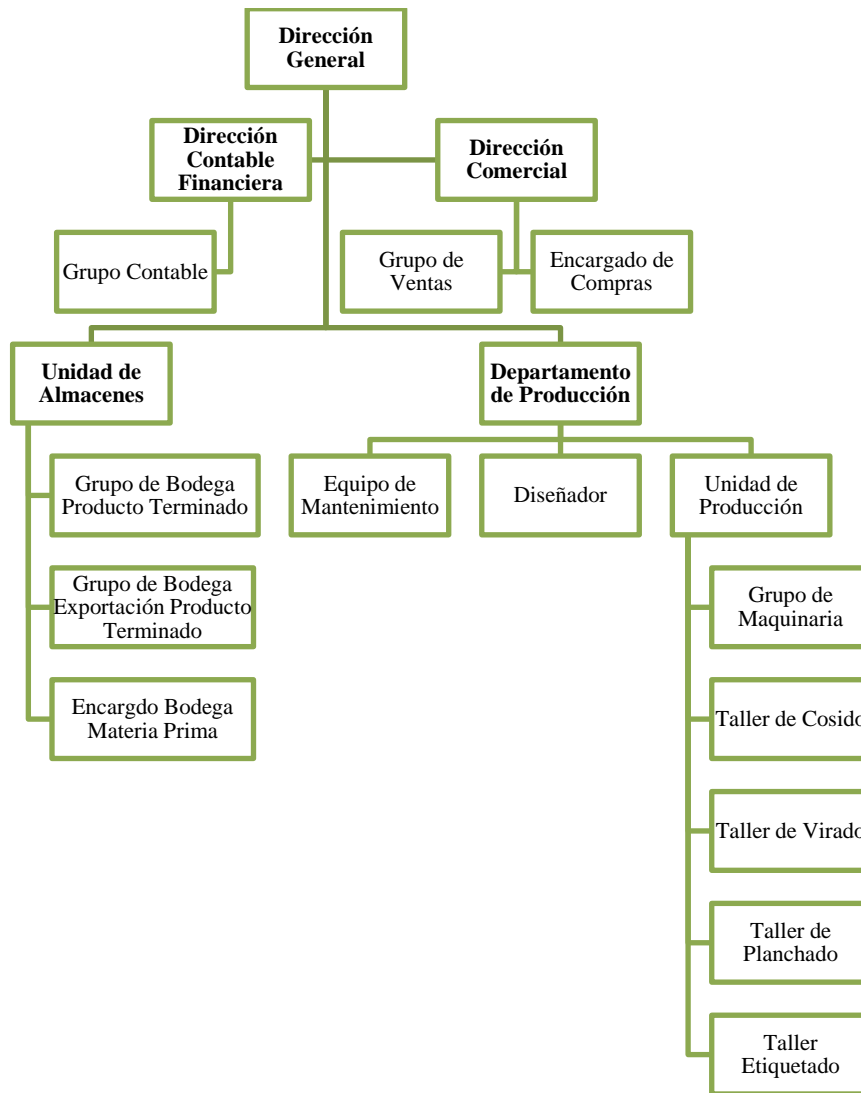 Dirección
General
Dirección
Contable
Financiera
Dirección
Comercial
Grupo Contable
Grupo de
Ventas
Encargado de
Compras
Unidad de
Almacenes
Departamento
de Producción
Grupo de Bodega
Producto Terminado
Equipo de
Mantenimiento
Diseñador
Unidad de
Producción
Grupo de Bodega
Exportación Producto
Terminado
Grupo de
Maquinaria
Encargdo Bodega
Materia Prima
Taller de Cosido
Taller de Virado
Taller de
Planchado
Taller
Etiquetado